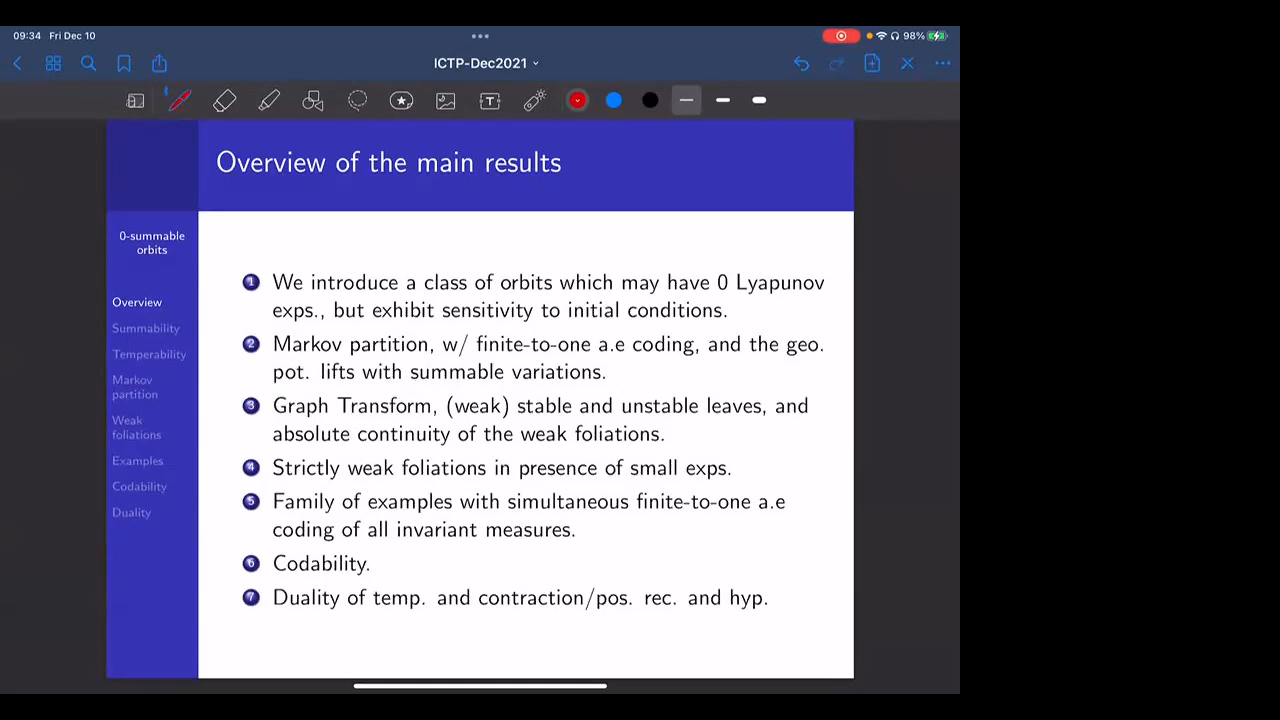 09:34 Fri Dec 10
98%
ICTP-Dec2021
T
Overview of the main results
0-summable
orbits
Overview
Summability
Temperability
Markov
partition
Weak
foliations
Examples
Codability
Duality
1 We introduce a class of orbits which may have 0 Lyapunov
exps., but exhibit sensitivity to initial conditions.
2 Markov partition, w/ finite-to-one a.e coding, and the geo.
pot. lifts with summable variations.
3 Graph Transform, (weak) stable and unstable leaves, and
absolute continuity of the weak foliations.
4 Strictly weak foliations in presence of small exps.
5 Family of examples with simultaneous finite-to-one a.e
coding of all invariant measures.
6 Codability.
7 Duality of temp. and contraction/pos. rec. and hyp.